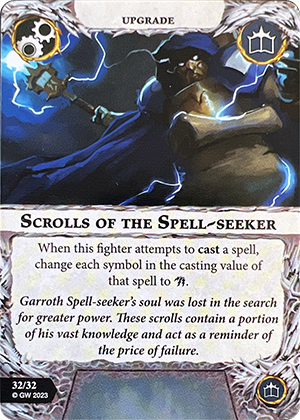 UPGRADE
SCROLLS OF THE SPELL-SEEKER
When this fighter attempts to cast a spell,
change each symbol in the casting value of
that spell to
Garroth Spell-seeker's soul was lost in the search
for greater power. These scrolls contain a portion
of his vast knowledge and act as a reminder of
the price of failure.
32/32
© GW 2023